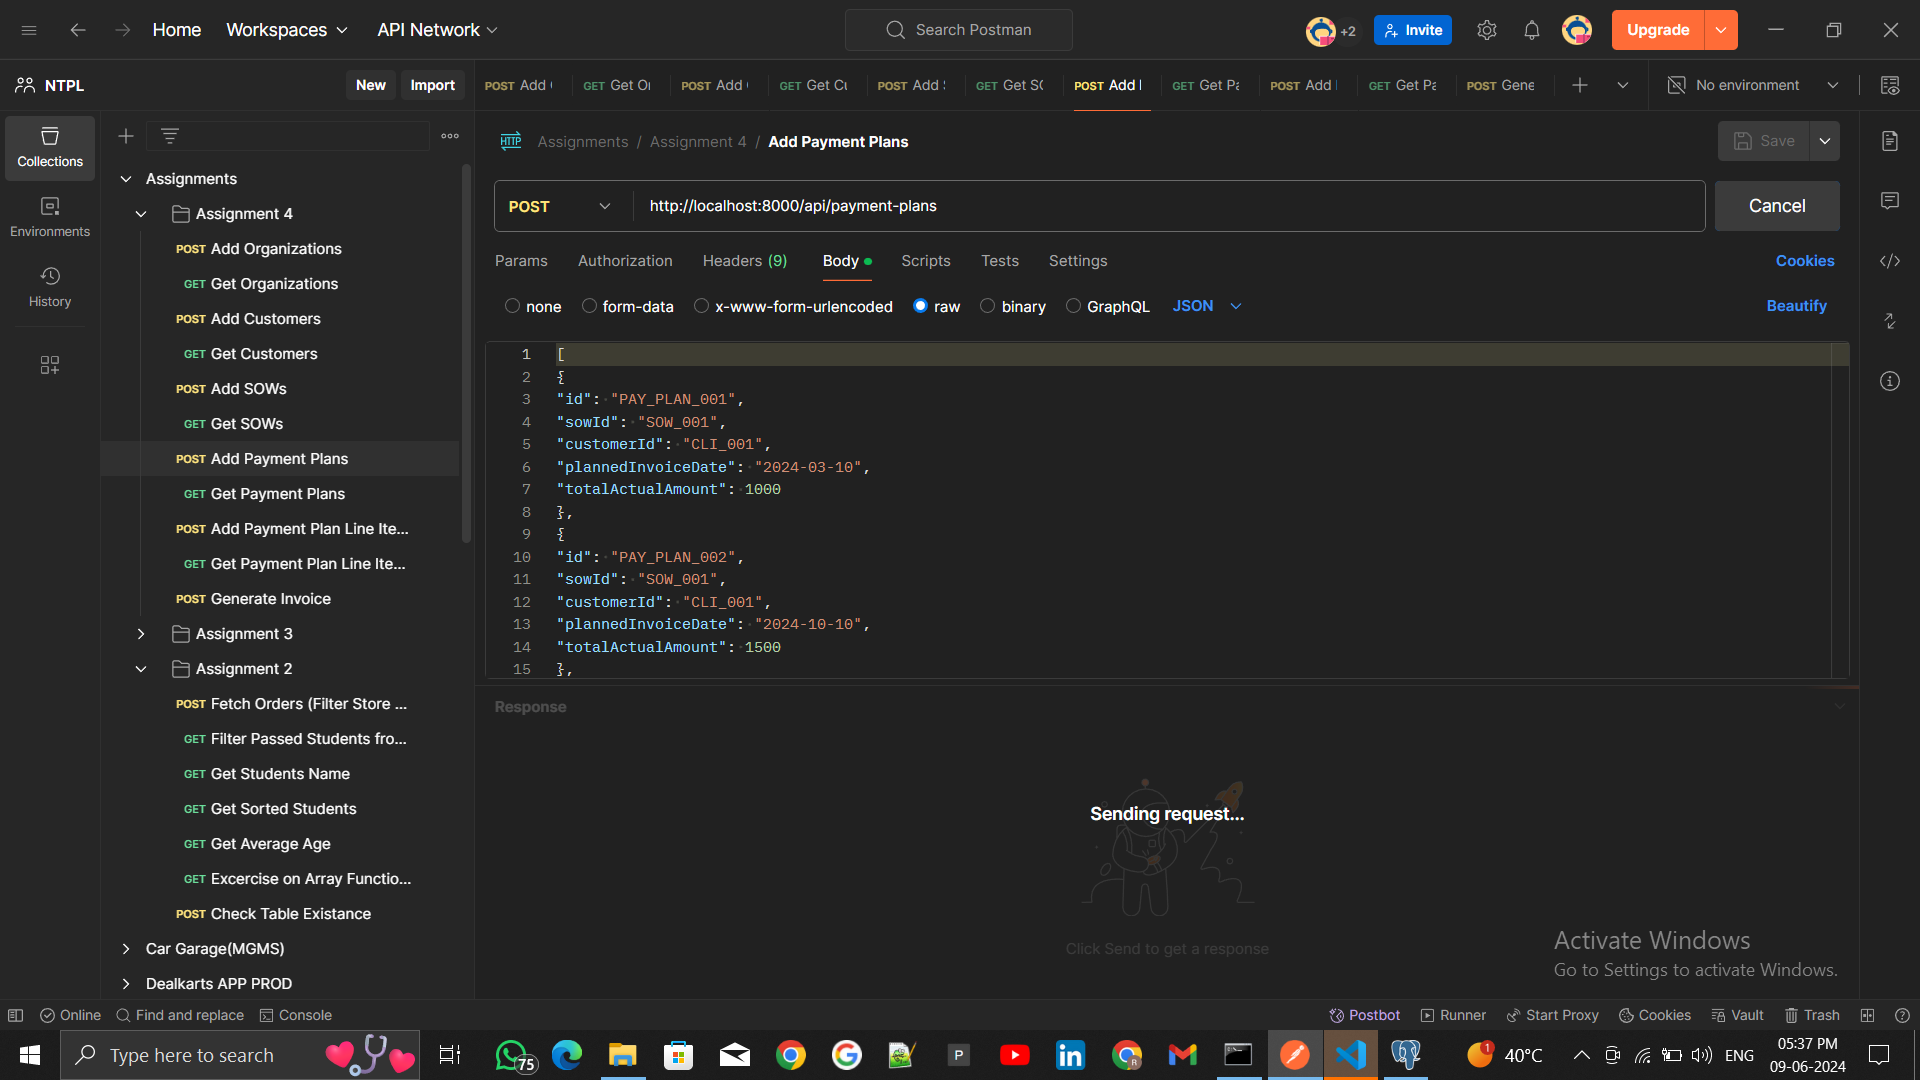 Home
Workspaces
API Network
Search Postman
+2
Invite
Upgrade
NTPL
New
Import
POST Add
GET Get Or
POST Add
GET Get Cu
POST Add
GET Get SO
POST Add
GET Get Pa
POST Add
GET Get Pa
POST Gene
No environment
Collections
Environments
History
Assignments
Assignment 4
POST Add Organizations
GET Get Organizations
POST Add Customers
GET Get Customers
POST Add SOWs
GET Get SOWs
POST Add Payment Plans
GET Get Payment Plans
POST Add Payment Plan Line Ite...
GET Get Payment Plan Line Ite...
POST Generate Invoice
Assignment 3
Assignment 2
POST Fetch Orders (Filter Store ...
GET Filter Passed Students fro...
GET Get Students Name
GET Get Sorted Students
GET Get Average Age
GET Excercise on Array Functio...
POST Check Table Existance
Car Garage(MGMS)
Dealkarts APP PROD
HTTP Assignments / Assignment 4 / Add Payment Plans
Save
POST
http://localhost:8000/api/payment-plans
Cancel
Params
Authorization
Headers (9)
Body
Scripts
Tests
Settings
Cookies
none
form-data
x-www-form-urlencoded
raw
binary
GraphQL
JSON
Beautify
1 [
2 {
3 "id": "PAY_PLAN_001",
4 "sowId": "SOW_001",
5 "customerId": "CLI_001",
6 "plannedInvoiceDate": "2024-03-10",
7 "totalActualAmount": 1000
8 },
9 {
10 "id": "PAY_PLAN_002",
11 "sowId": "SOW_001",
12 "customerId": "CLI_001",
13 "plannedInvoiceDate": "2024-10-10",
14 "totalActualAmount": 1500
15 },
Response
Sending request...
Click Send to get a response
Activate Windows
Go to Settings to activate Windows.
Online
Find and replace
Console
Postbot
Runner
Start Proxy
Cookies
Vault
Trash
Type here to search
75
P
R
1
40°C
ENG
05:37 PM
09-06-2024